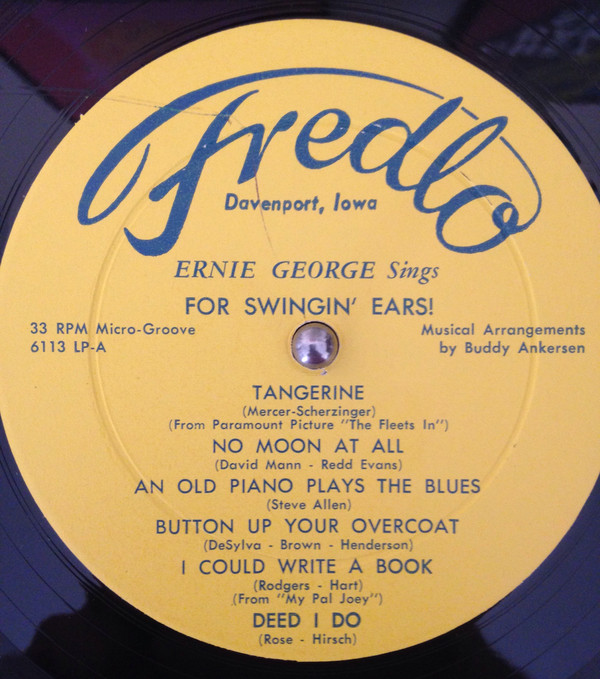 Fredlo
Davenport, Iowa
ERNIE GEORGE Sings
FOR SWINGIN' EARS!
33 RPM Micro-Groove
6113 LP-A
Musical Arrangements
by Buddy Ankersen
TANGERINE
(Mercer-Scherzinger)
(From Paramount Picture "The Fleets In")
NO MOON AT ALL
(David Mann - Redd Evans)
AN OLD PIANO PLAYS THE BLUES
(Steve Allen)
BUTTON UP YOUR OVERCOAT
(DeSylva - Brown - Henderson)
I COULD WRITE A BOOK
(Rodgers - Hart)
(From "My Pal Joey")
DEED I DO
(Rose - Hirsch)